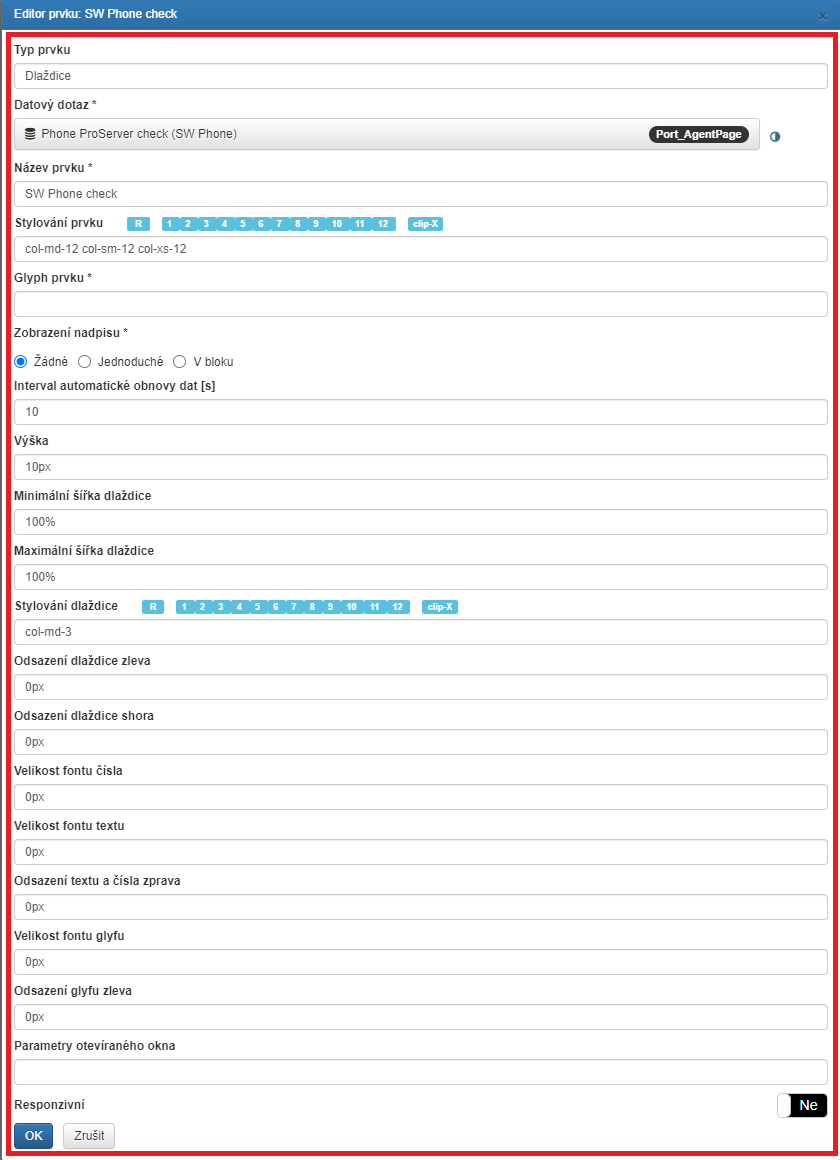 Editor prvku: SW Phone check ×
Typ prvku
Dlaždice
Datový dotaz *
Phone ProServer check (SW Phone) Port_AgentPage
Název prvku *
SW Phone check
Stylování prvku R 1 2 3 4 5 6 7 8 9 10 11 12 clip-X
col-md-12 col-sm-12 col-xs-12
Glyph prvku *
Zobrazení nadpisu *
Žádné Jednoduché V bloku
Interval automatické obnovy dat [s]
10
Výška
10px
Minimální šířka dlaždice
100%
Maximální šířka dlaždice
100%
Stylování dlaždice R 1 2 3 4 5 6 7 8 9 10 11 12 clip-X
col-md-3
Odsazení dlaždice zleva
0px
Odsazení dlaždice shora
0px
Velikost fontu čísla
0px
Velikost fontu textu
0px
Odsazení textu a čísla zprava
0px
Velikost fontu glyfu
0px
Odsazení glyfu zleva
0px
Parametry otevíraného okna
Responzivní Ne
OK Zrušit